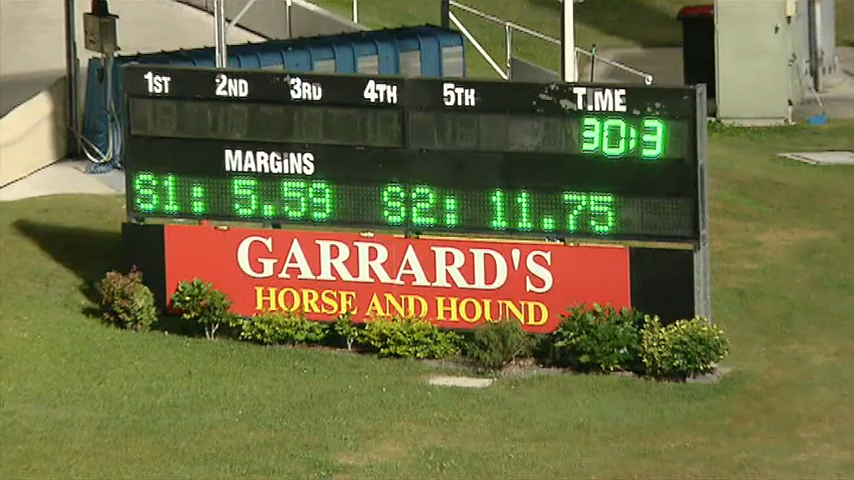 1ST 2ND 3RD 4TH 5TH TIME
30:3
MARGINS
S1: 5.59 S2: 11.75
GARRARD'S
HORSE AND HOUND